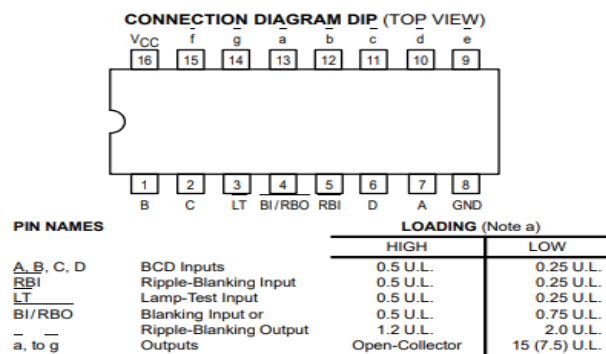 CONNECTION DIAGRAM DIP (TOP VIEW)
VCC f g a b c d e
16 15 14 13 12 11 10 9
1 2 3 4 5 6 7 8
B C LT BI/RBO RBI D A GND
PIN NAMES LOADING (Note a)
HIGH LOW
A, B, C, D BCD Inputs 0.5 U.L. 0.25 U.L.
RBI Ripple-Blanking Input 0.5 U.L. 0.25 U.L.
LT Lamp-Test Input 0.5 U.L. 0.25 U.L.
BI/RBO Blanking Input or 0.5 U.L. 0.75 U.L.
Ripple-Blanking Output 1.2 U.L. 2.0 U.L.
a, to g Outputs Open-Collector 15 (7.5) U.L.